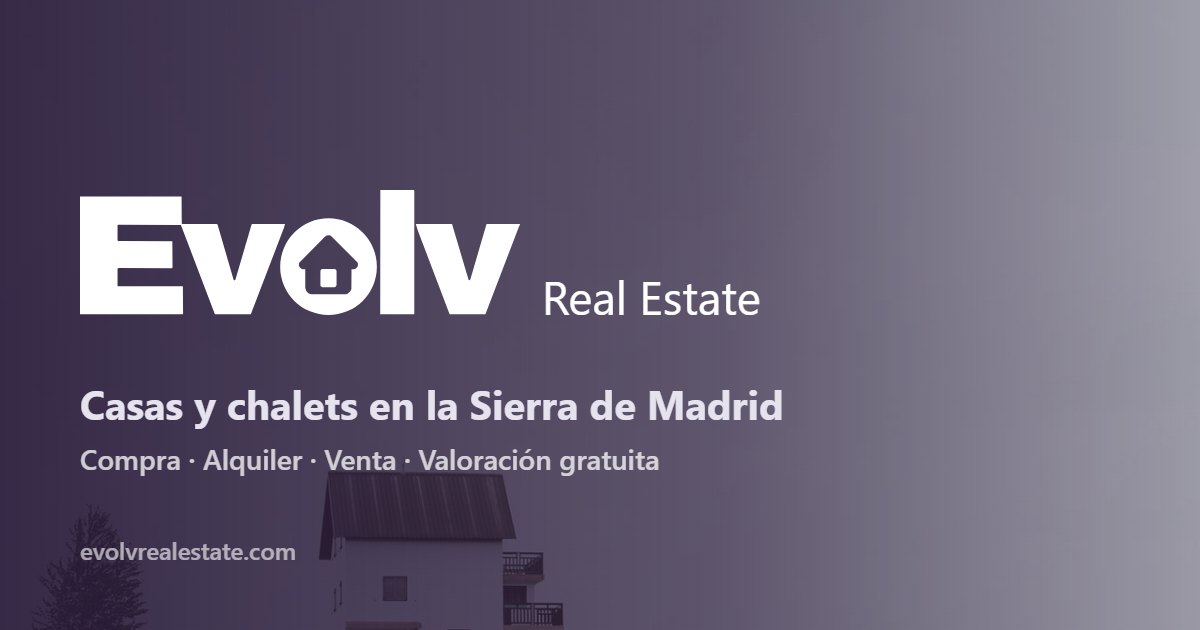 Evolv Real Estate
Casas y chalets en la Sierra de Madrid
Compra · Alquiler · Venta · Valoración gratuita
evolvrealestate.com